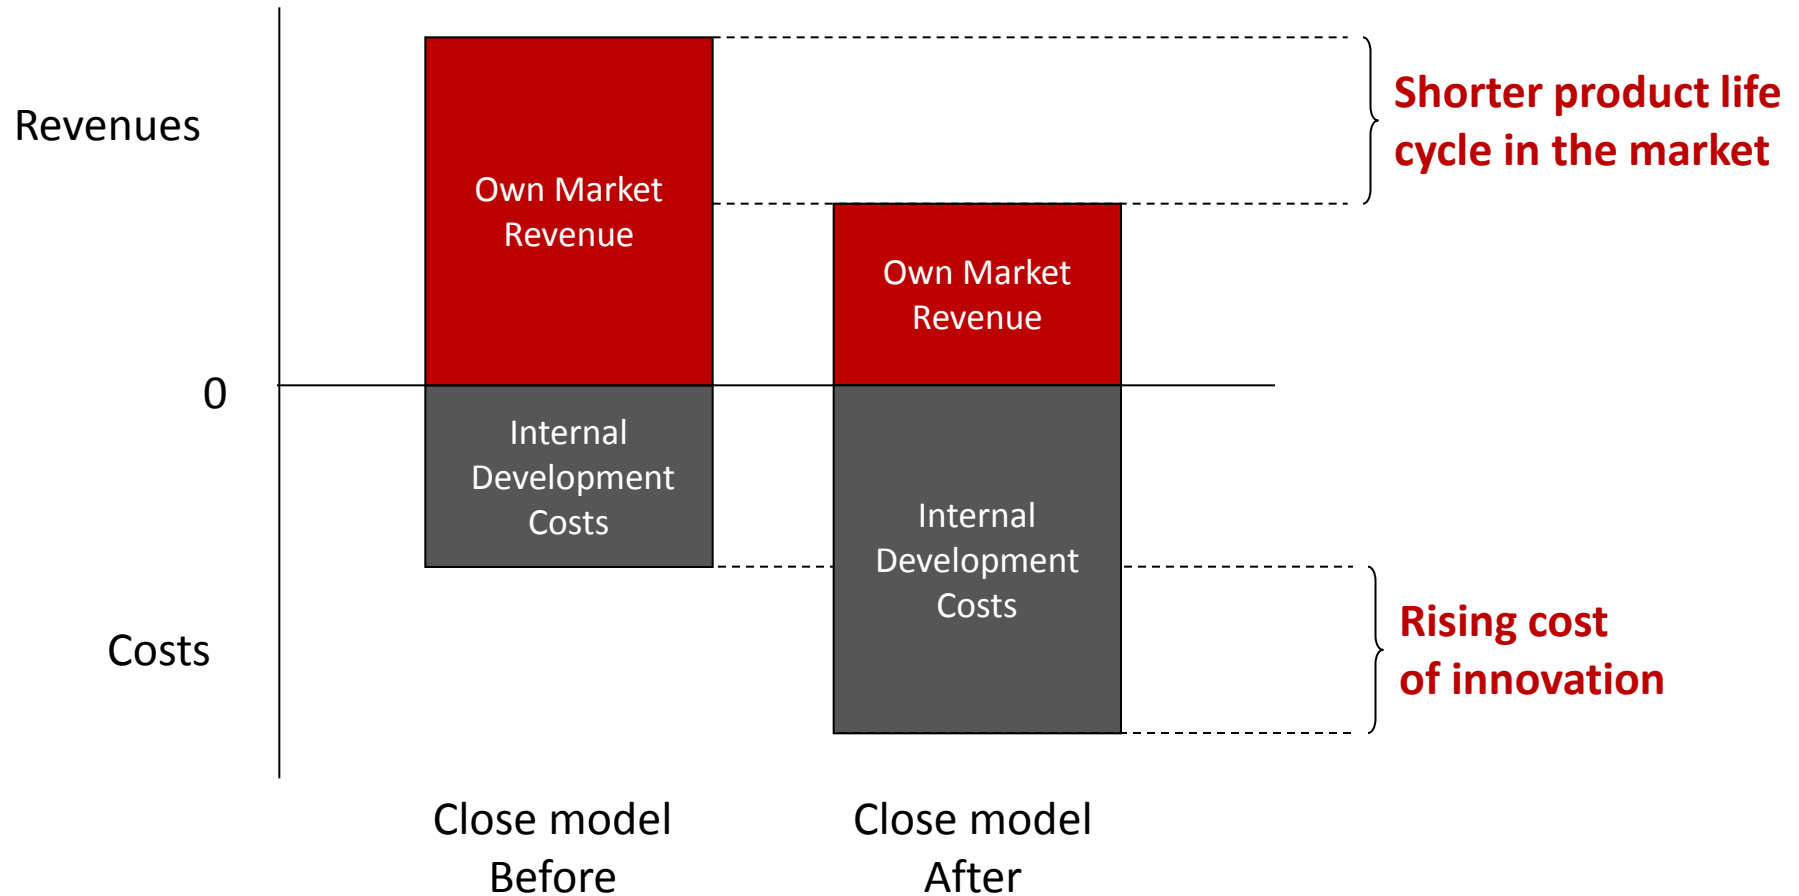 Revenues
Own Market
Revenue
Shorter product life
cycle in the market
Own Market
Revenue
0
Internal
Development
Costs
Internal
Development
Costs
Costs
Rising cost
of innovation
Close model
Before
Close model
After